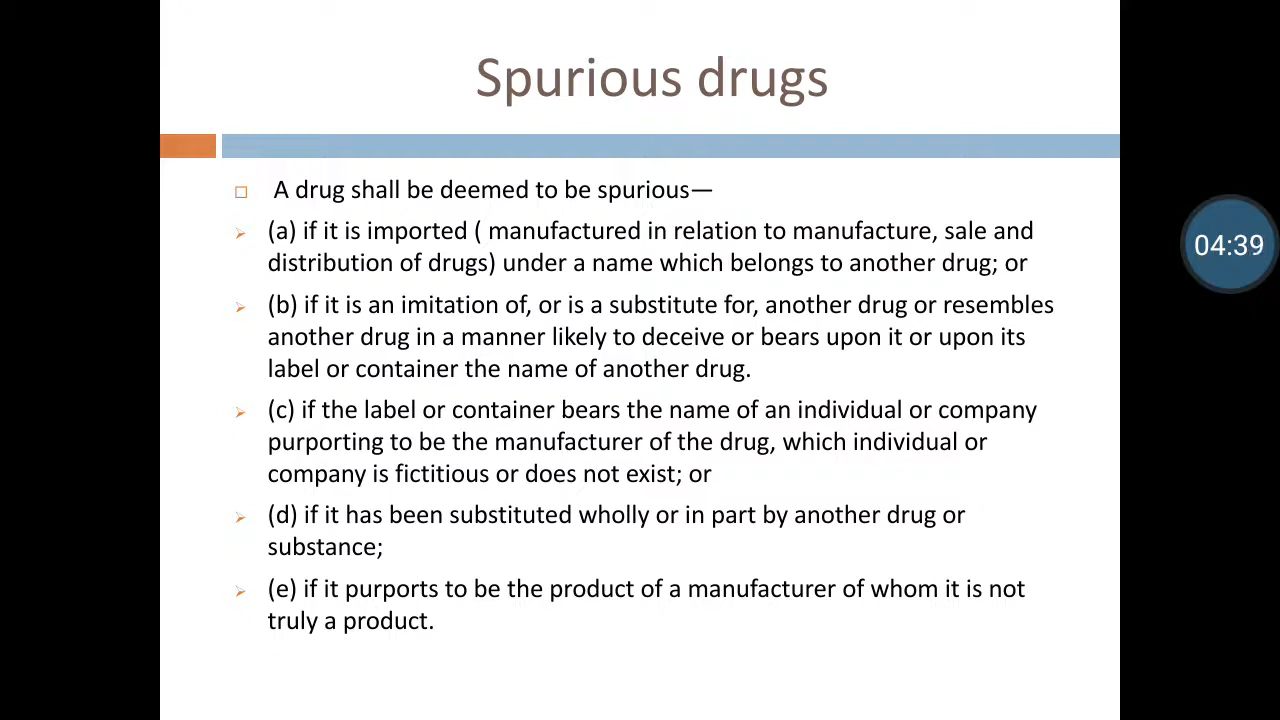 Spurious drugs
A drug shall be deemed to be spurious—
(a) if it is imported ( manufactured in relation to manufacture, sale and
distribution of drugs) under a name which belongs to another drug; or
04:39
(b) if it is an imitation of, or is a substitute for, another drug or resembles
another drug in a manner likely to deceive or bears upon it or upon its
label or container the name of another drug.
(c) if the label or container bears the name of an individual or company
purporting to be the manufacturer of the drug, which individual or
company is fictitious or does not exist; or
(d) if it has been substituted wholly or in part by another drug or
substance;
(e) if it purports to be the product of a manufacturer of whom it is not
truly a product.